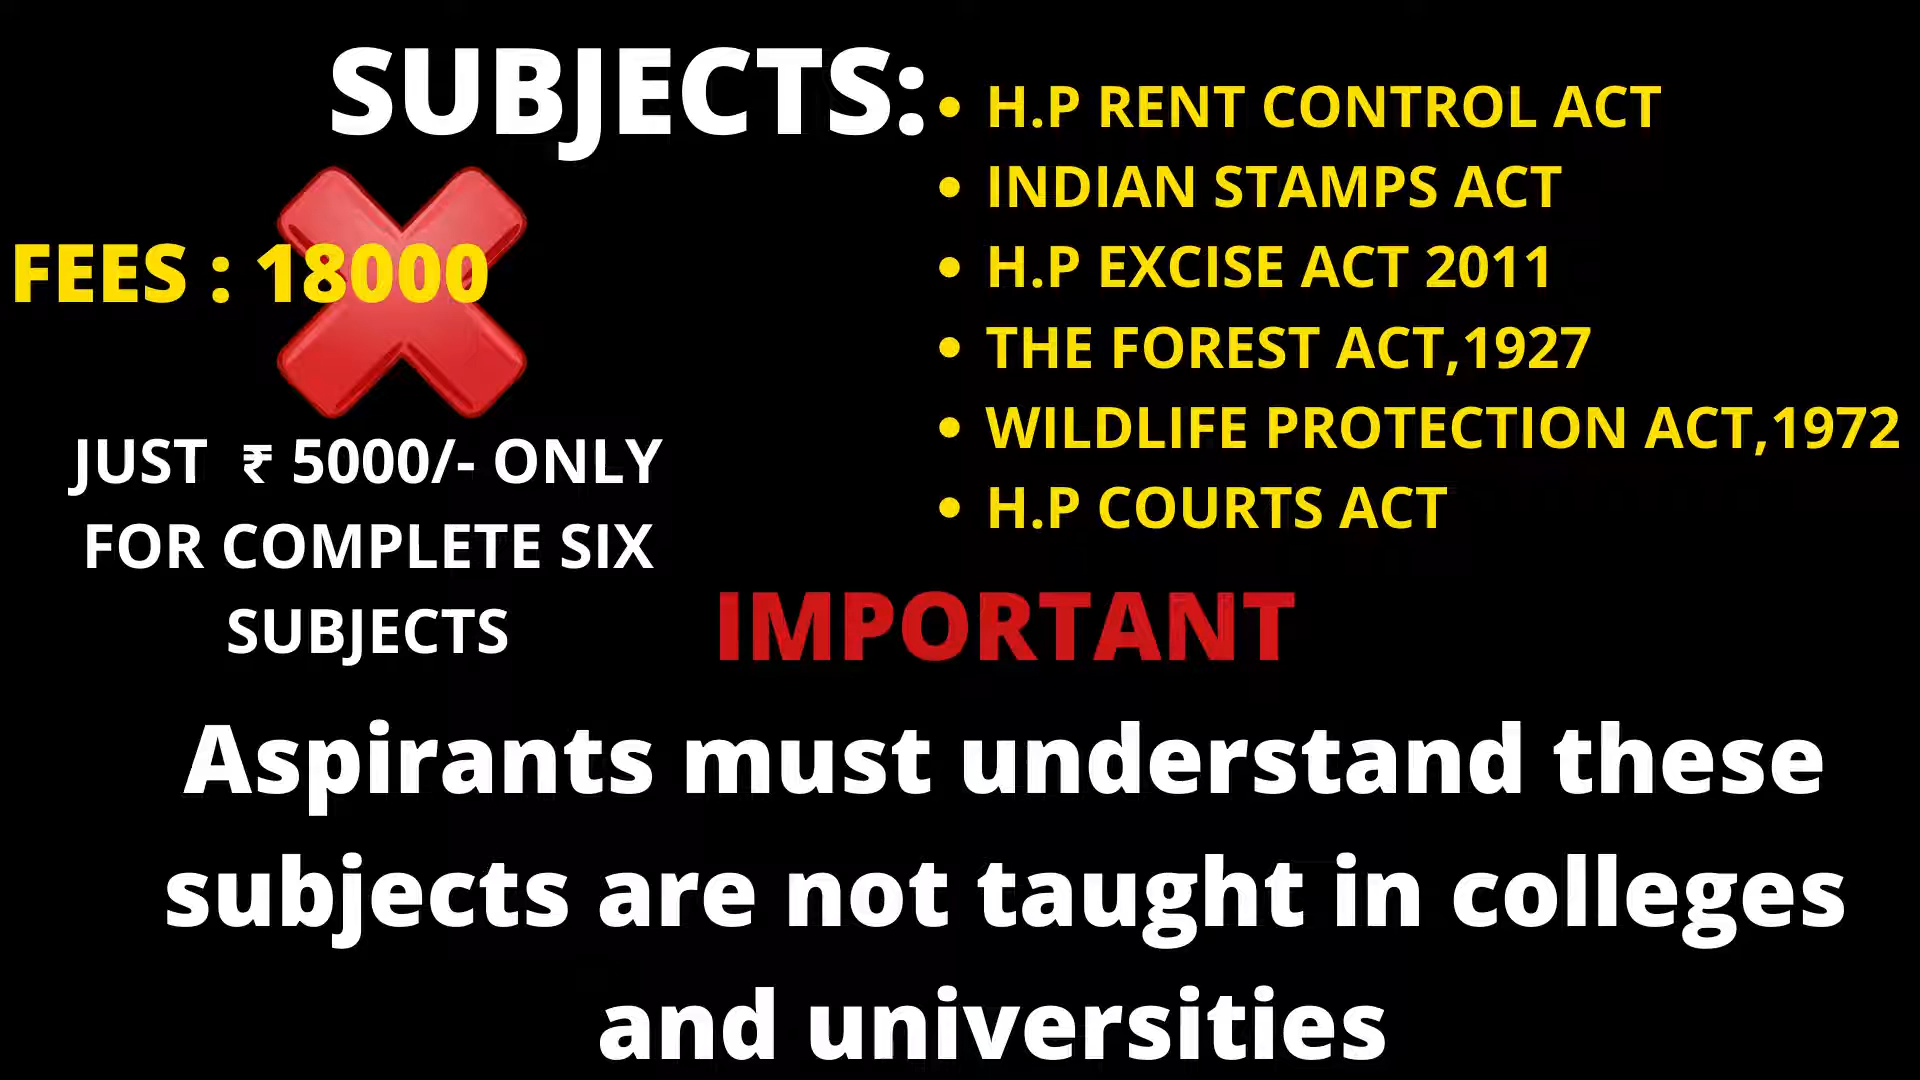 SUBJECTS:
• H.P RENT CONTROL ACT
• INDIAN STAMPS ACT
• H.P EXCISE ACT 2011
• THE FOREST ACT,1927
• WILDLIFE PROTECTION ACT,1972
• H.P COURTS ACT
FEES : 18000
JUST ₹ 5000/- ONLY
FOR COMPLETE SIX
SUBJECTS
IMPORTANT
Aspirants must understand these
subjects are not taught in colleges
and universities